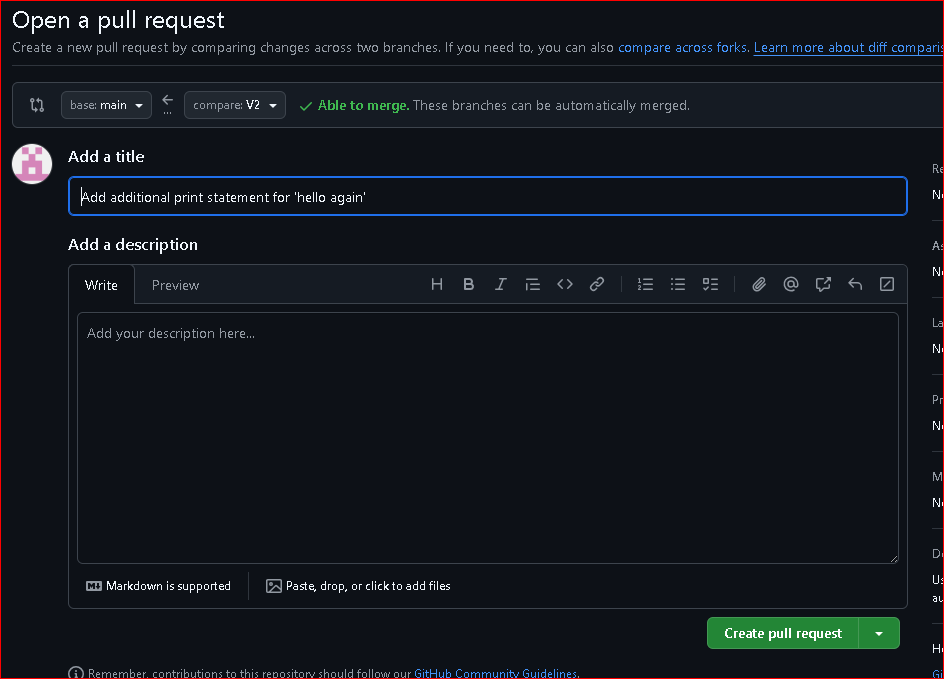 Open a pull request
Create a new pull request by comparing changes across two branches. If you need to, you can also compare across forks. Learn more about diff comparis
base: main ← compare: V2 Able to merge. These branches can be automatically merged.
...
Add a title
Add additional print statement for 'hello again'
Add a description
Write Preview
Add your description here...
Markdown is supported Paste, drop, or click to add files
Create pull request
Remember, contributions to this repository should follow our GitHub Community Guidelines.
Re
As
La
Pr
M
De
Us
au
He